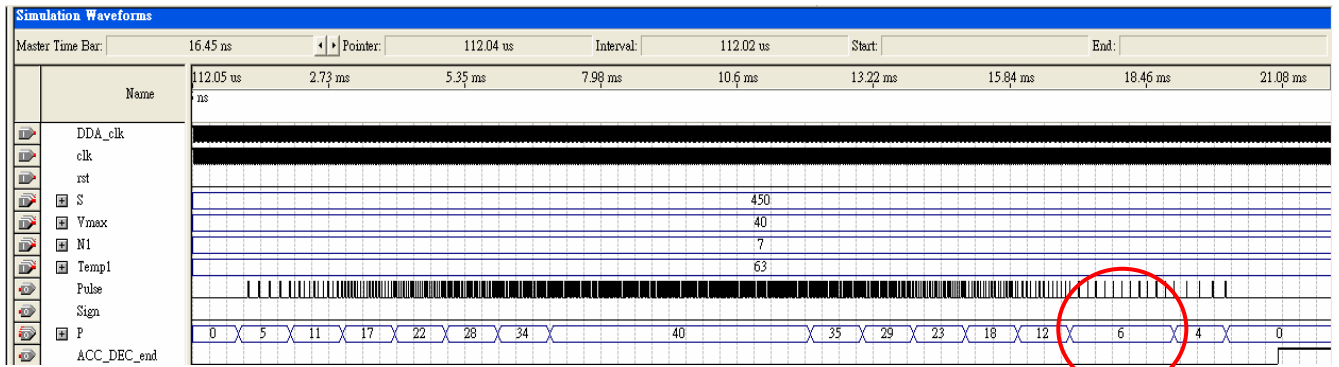 Simulation Waveforms
Master Time Bar: 16.45 ns Pointer: 112.04 us Interval: 112.02 us Start: End:
Name 112.05 us 2.73 ms 5.35 ms 7.98 ms 10.6 ms 13.22 ms 15.84 ms 18.46 ms 21.08 ms
ns
DDA_clk
clk
rst
S 450
Vmax 40
N1 7
Temp1 63
Pulse
Sign
P 0 5 11 17 22 28 34 40 35 29 23 18 12 6 4 0
ACC_DEC_end